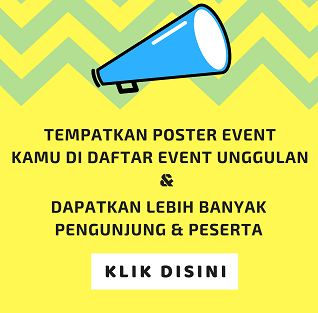 TEMPATKAN POSTER EVENT
KAMU DI DAFTAR EVENT UNGGULAN
&
DAPATKAN LEBIH BANYAK
PENGUNJUNG & PESERTA
KLIK DISINI